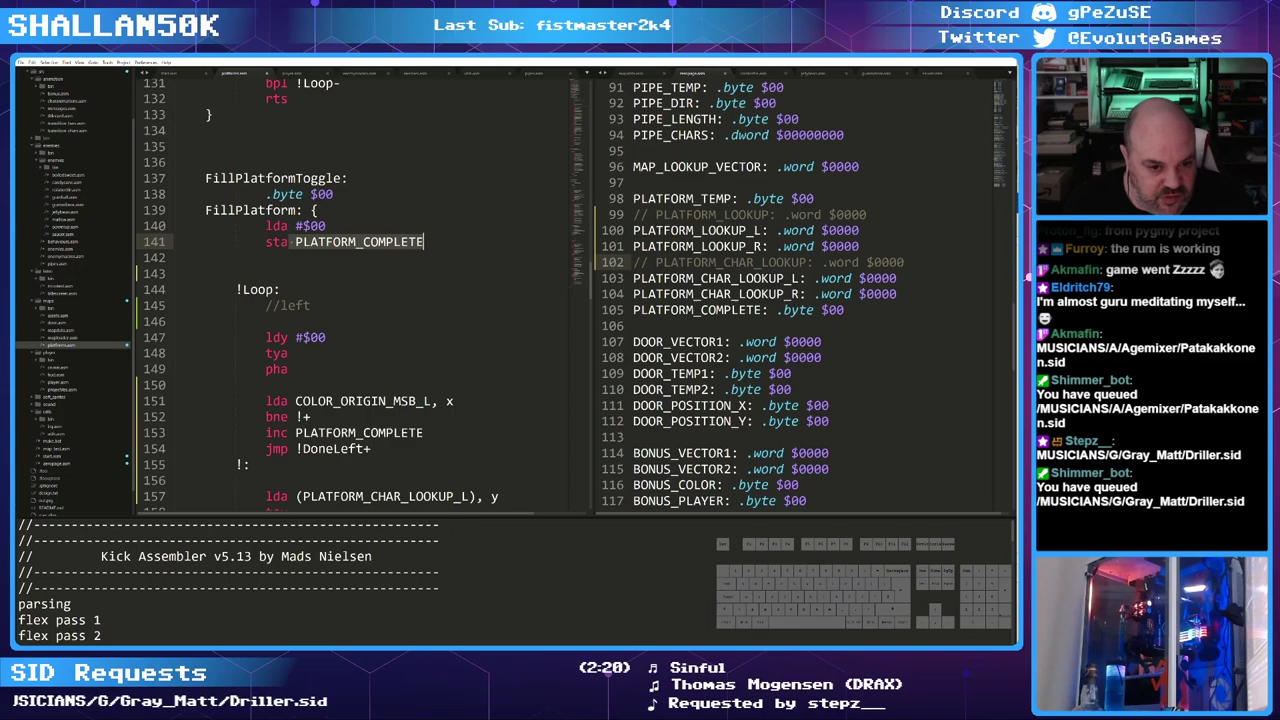 SHALLAN50K
Last Sub: fistmaster2k4
Discord gPeZuSE
Twitter @EvoluteGames
131 bpl !Loop-
132 rts
133 }
134
135
136
137 FillPlatformToggle:
138 .byte $00
139 FillPlatform: {
140 lda #$00
141 sta PLATFORM_COMPLETE
142
143
144 !Loop:
145 //left
146
147 ldy #$00
148 tya
149 pha
150
151 lda COLOR_ORIGIN_MSB_L, x
152 bne !+
153 inc PLATFORM_COMPLETE
154 jmp !DoneLeft+
155 !:
156
157 lda (PLATFORM_CHAR_LOOKUP_L), y
91 PIPE_TEMP: .byte $00
92 PIPE_DIR: .byte $00
93 PIPE_LENGTH: .byte $00
94 PIPE_CHARS: .dword $00000000
95
96 MAP_LOOKUP_VECTOR: .word $0000
97
98 PLATFORM_TEMP: .byte $00
99 // PLATFORM_LOOKUP: .word $0000
100 PLATFORM_LOOKUP_L: .word $0000
101 PLATFORM_LOOKUP_R: .word $0000
102 // PLATFORM_CHAR_LOOKUP: .word $0000
103 PLATFORM_CHAR_LOOKUP_L: .word $0000
104 PLATFORM_CHAR_LOOKUP_R: .word $0000
105 PLATFORM_COMPLETE: .byte $00
106
107 DOOR_VECTOR1: .word $0000
108 DOOR_VECTOR2: .word $0000
109 DOOR_TEMP1: .byte $00
110 DOOR_TEMP2: .byte $00
111 DOOR_POSITION_X: .byte $00
112 DOOR_POSITION_Y: .byte $00
113
114 BONUS_VECTOR1: .word $0000
115 BONUS_VECTOR2: .word $0000
116 BONUS_COLOR: .byte $00
117 BONUS_PLAYER: .byte $00
//--------------------------------------------------
//--------------------------------------------------
// Kick Assembler v5.13 by Mads Nielsen
//--------------------------------------------------
//--------------------------------------------------
parsing
flex pass 1
flex pass 2
from pygmy project
Furroy: the rum is working
Akmafin: game went Zzzz
Eldritch79:
I'm almost guru meditating myself...
Akmafin:
MUSICIANS/A/Agemixer/Patakakkone
n.sid
Shimmer_bot:
You have queued
/MUSICIANS/A/Agemixer/Patakakkone
n.sid
Stepz__:
MUSICIANS/G/Gray_Matt/Driller.sid
Shimmer_bot:
You have queued
/MUSICIANS/G/Gray_Matt/Driller.sid
SID Requests
JSICIANS/G/Gray_Matt/Driller.sid
(2:20) ♫ Sinful
♫ Thomas Mogensen (DRAX)
♪ Requested by stepz__